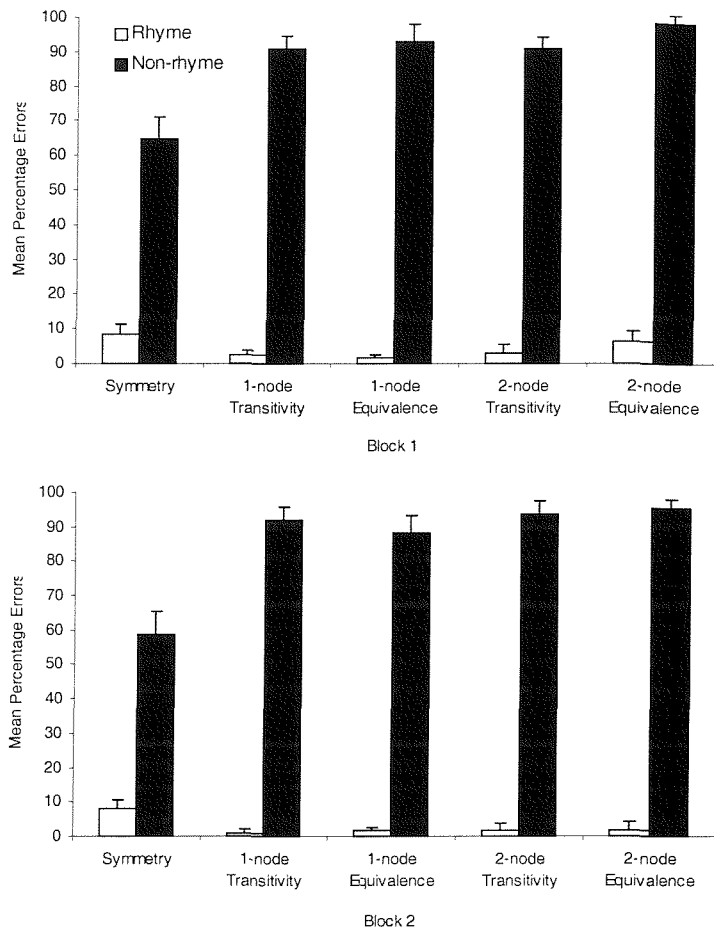 100
90
80
70
60
50
40
30
20
10
0
Mean Percentage Errors
Rhyme
Non-rhyme
Symmetry
1-node Transitivity
1-node Equivalence
2-node Transitivity
2-node Equivalence
Block 1
100
90
80
70
60
50
40
30
20
10
0
Mean Percentage Errors
Symmetry
1-node Transitivity
1-node Equivalence
2-node Transitivity
2-node Equivalence
Block 2